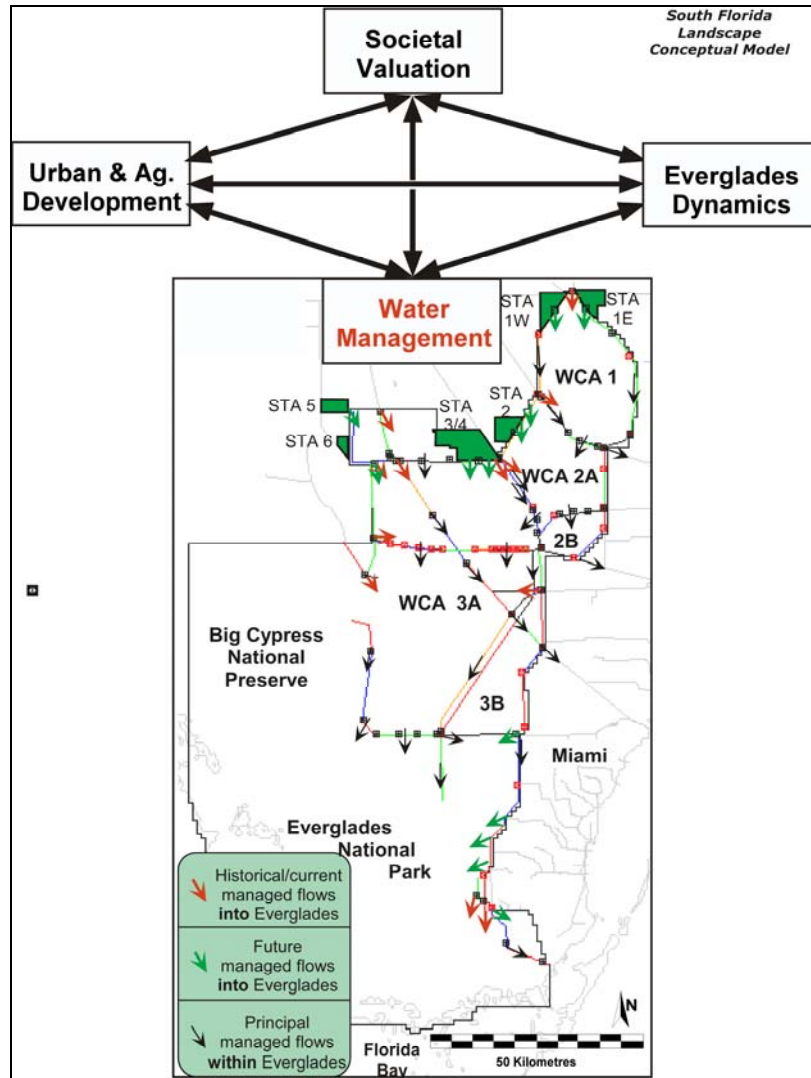 South Florida
Landscape
Conceptual Model
Societal
Valuation
Urban & Ag.
Development
Everglades
Dynamics
Water
Management
STA
1W
STA
1E
WCA 1
STA 5
STA 6
STA
3/4
STA
2
WCA 2A
2B
WCA 3A
Big Cypress
National
Preserve
3B
Miami
Everglades
National
Park
Historical/current
managed flows
into Everglades
Future
managed flows
into Everglades
Principal
managed flows
within Everglades
Florida
Bay
N
50 Kilometres